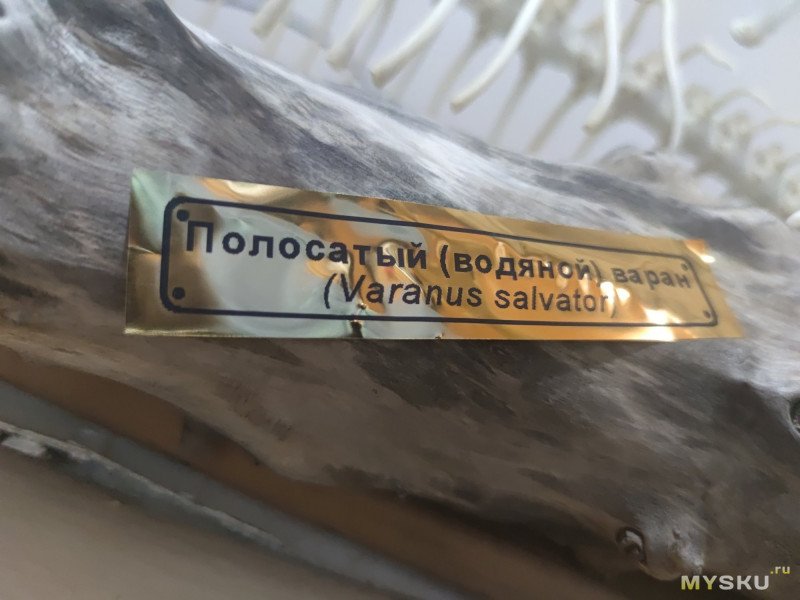 Полосатый (водяной) варан
(Varanus salvator)
MYSKU.ru